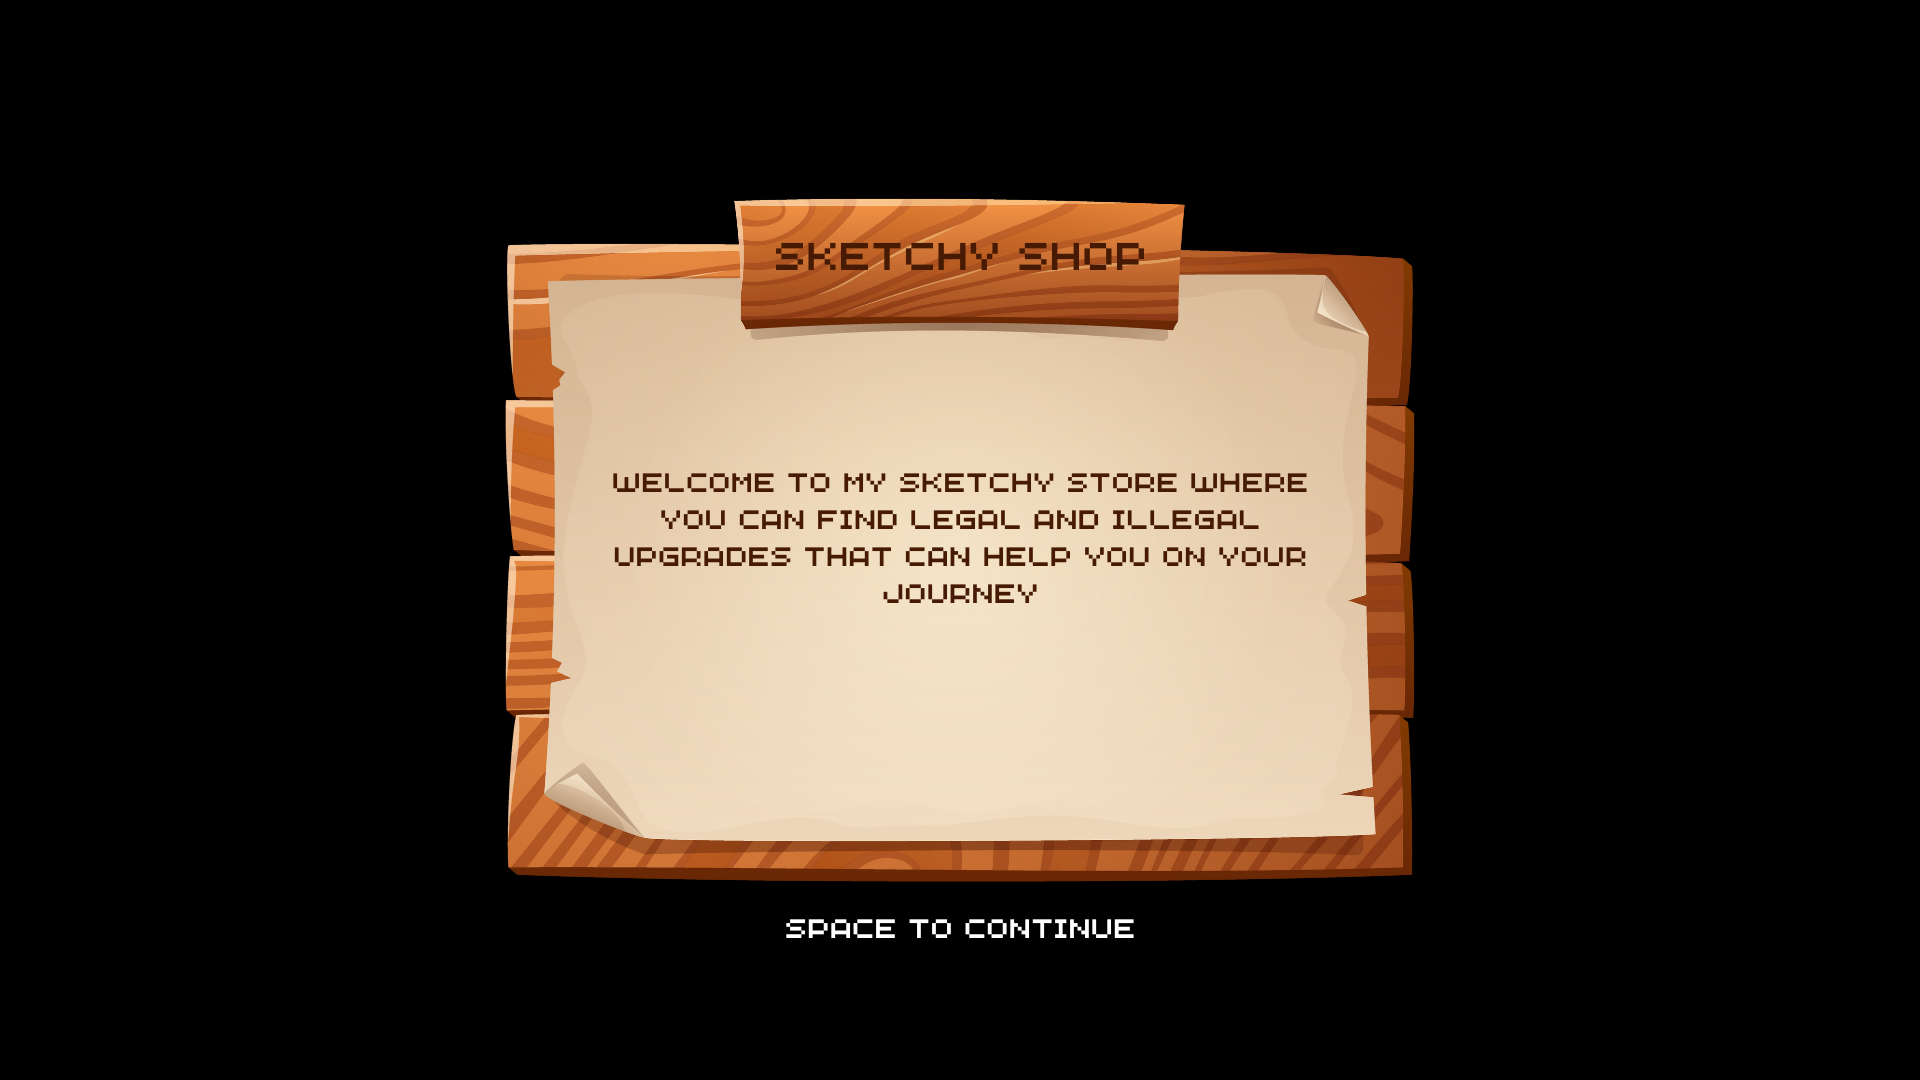 SKETCHY SHOP
WELCOME TO MY SKETCHY STORE WHERE
YOU CAN FIND LEGAL AND ILLEGAL
UPGRADES THAT CAN HELP YOU ON YOUR
JOURNEY
SPACE TO CONTINUE